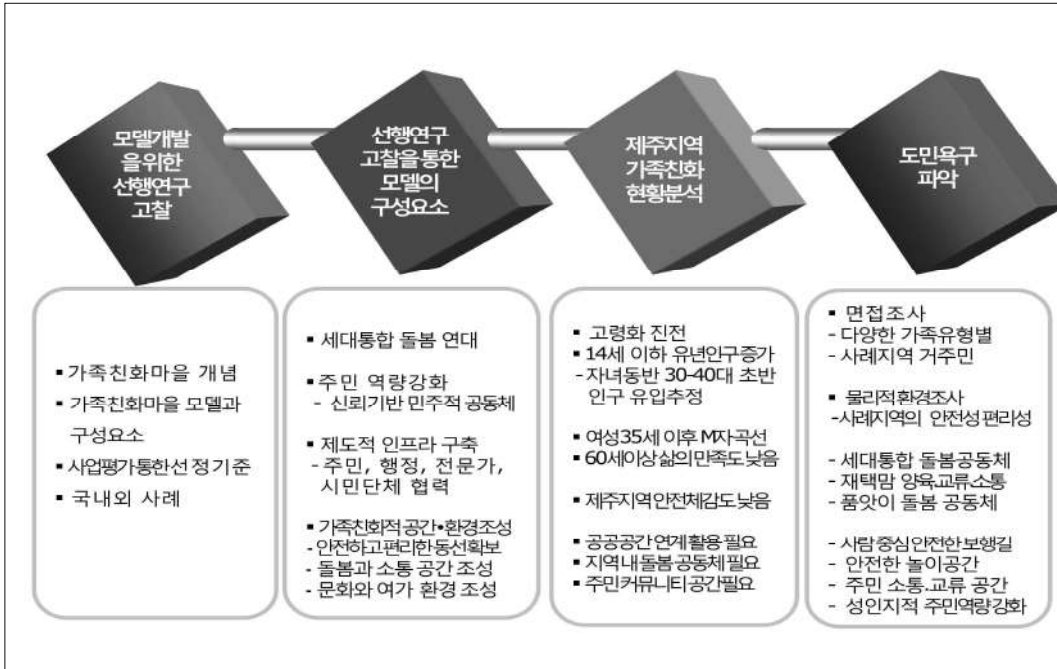 모델개발
을위한
선행연구
고찰
선행연구
고찰을통한
모델의
구성요소
제주지역
가족친화
현황분석
도민욕구
파악
▪ 가족친화마을 개념
▪ 가족친화마을 모델과
구성요소
▪ 사업평가통한선정기준
▪ 국내외 사례
▪ 세대통합 돌봄 연대
▪ 주민 역량강화
- 신뢰기반 민주적 공동체
▪ 제도적 인프라 구축
- 주민, 행정, 전문가,
시민단체 협력
▪ 가족친화적공간•환경조성
- 안전하고편리한동선확보
- 돌봄과 소통 공간 조성
- 문화와 여가 환경 조성
▪ 고령화 진전
▪ 14세 이하 유년인구증가
- 자녀동반 30-40대 초반
인구 유입추정
▪ 여성35세 이후 M자곡선
▪ 60세이상삶의만족도낮음
▪ 제주지역안전체감도낮음
▪ 공공공간연계활용필요
▪ 지역내돌봄공동체필요
▪ 주민커뮤니티공간필요
▪ 면접조사
- 다양한 가족유형별
- 사례지역 거주민
▪ 물리적환경조사
-사례지역의 안전성편리성
- 세대통합 돌봄공동체
- 재택맘 양육.교류.소통
- 품앗이 돌봄 공동체
- 사람중심안전한보행길
- 안전한 놀이공간
- 주민 소통.교류 공간
- 성인지적 주민역량강화